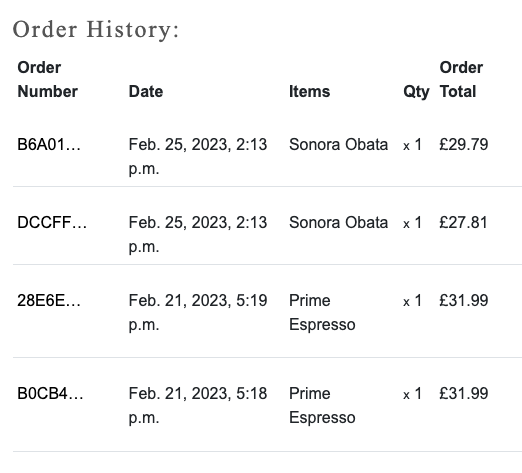 Order History:
Order Number Date Items Qty Order Total
B6A01... Feb. 25, 2023, 2:13 p.m. Sonora Obata x 1 £29.79
DCCFF... Feb. 25, 2023, 2:13 p.m. Sonora Obata x 1 £27.81
28E6E... Feb. 21, 2023, 5:19 p.m. Prime Espresso x 1 £31.99
B0CB4... Feb. 21, 2023, 5:18 p.m. Prime Espresso x 1 £31.99